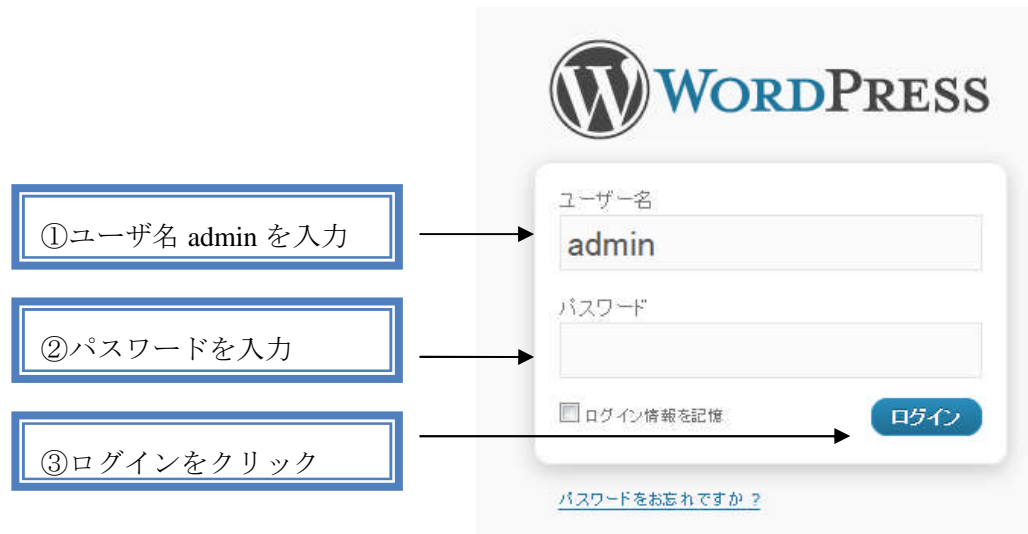 WORDPRESS
ユーザー名
①ユーザ名 admin を入力
admin
パスワード
②パスワードを入力
ログイン情報を記憶
ログイン
③ログインをクリック
パスワードをお忘れですか ?